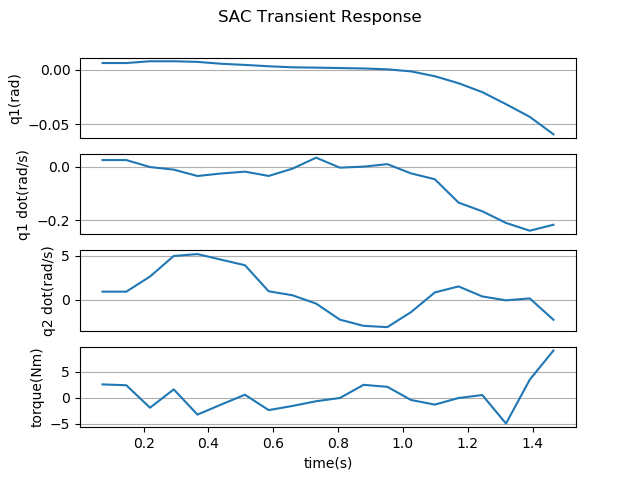 SAC Transient Response
0.00
−0.05
q1(rad)
0.0
−0.2
q1 dot(rad/s)
5
0
q2 dot(rad/s)
5
0
−5
torque(Nm)
0.2 0.4 0.6 0.8 1.0 1.2 1.4
time(s)